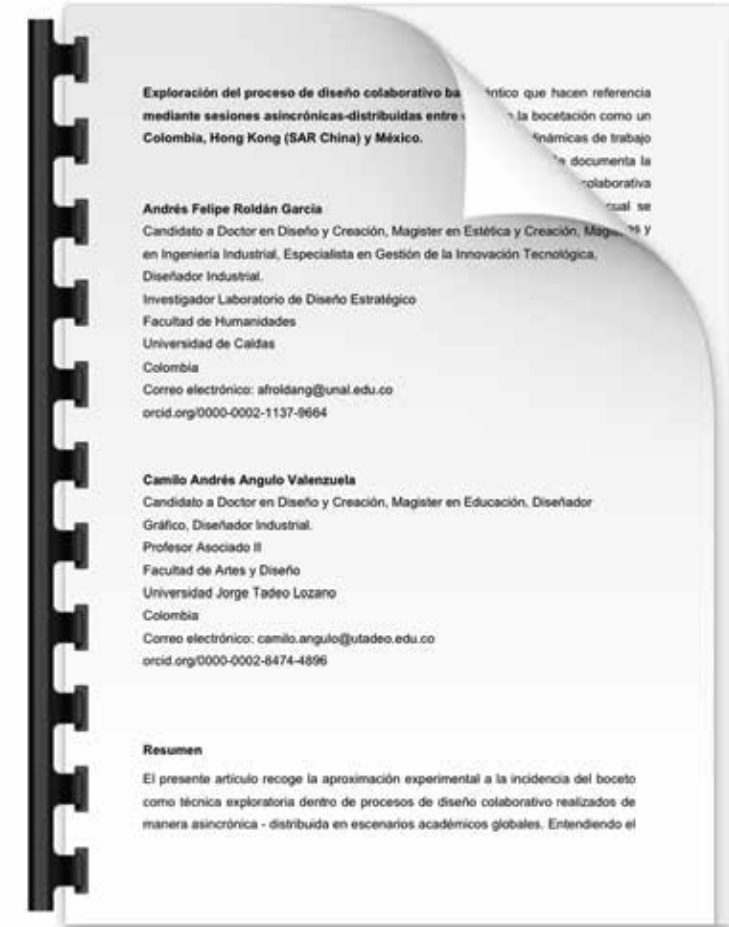 Exploración del proceso de diseño colaborativo
mediante sesiones asincrónicas-distribuidas entre
Colombia, Hong Kong (SAR China) y México.
que hacen referencia
la bocetación como un
dinámicas de trabajo
documenta la
colaborativa
cual se
y
Andrés Felipe Roldán García
Candidato a Doctor en Diseño y Creación, Magister en Estética y Creación,
en Ingeniería Industrial, Especialista en Gestión de la Innovación Tecnológica,
Diseñador Industrial.
Investigador Laboratorio de Diseño Estratégico
Facultad de Humanidades
Universidad de Caldas
Colombia
Correo electrónico: afroldang@unal.edu.co
orcid.org/0000-0002-1137-9664
Camilo Andrés Angulo Valenzuela
Candidato a Doctor en Diseño y Creación, Magister en Educación, Diseñador
Gráfico, Diseñador Industrial.
Profesor Asociado II
Facultad de Artes y Diseño
Universidad Jorge Tadeo Lozano
Colombia
Correo electrónico: camilo.angulo@utadeo.edu.co
orcid.org/0000-0002-8474-4896
Resumen
El presente artículo recoge la aproximación experimental a la incidencia del boceto
como técnica exploratoria dentro de procesos de diseño colaborativo realizados de
manera asincrónica - distribuida en escenarios académicos globales. Entendiendo el